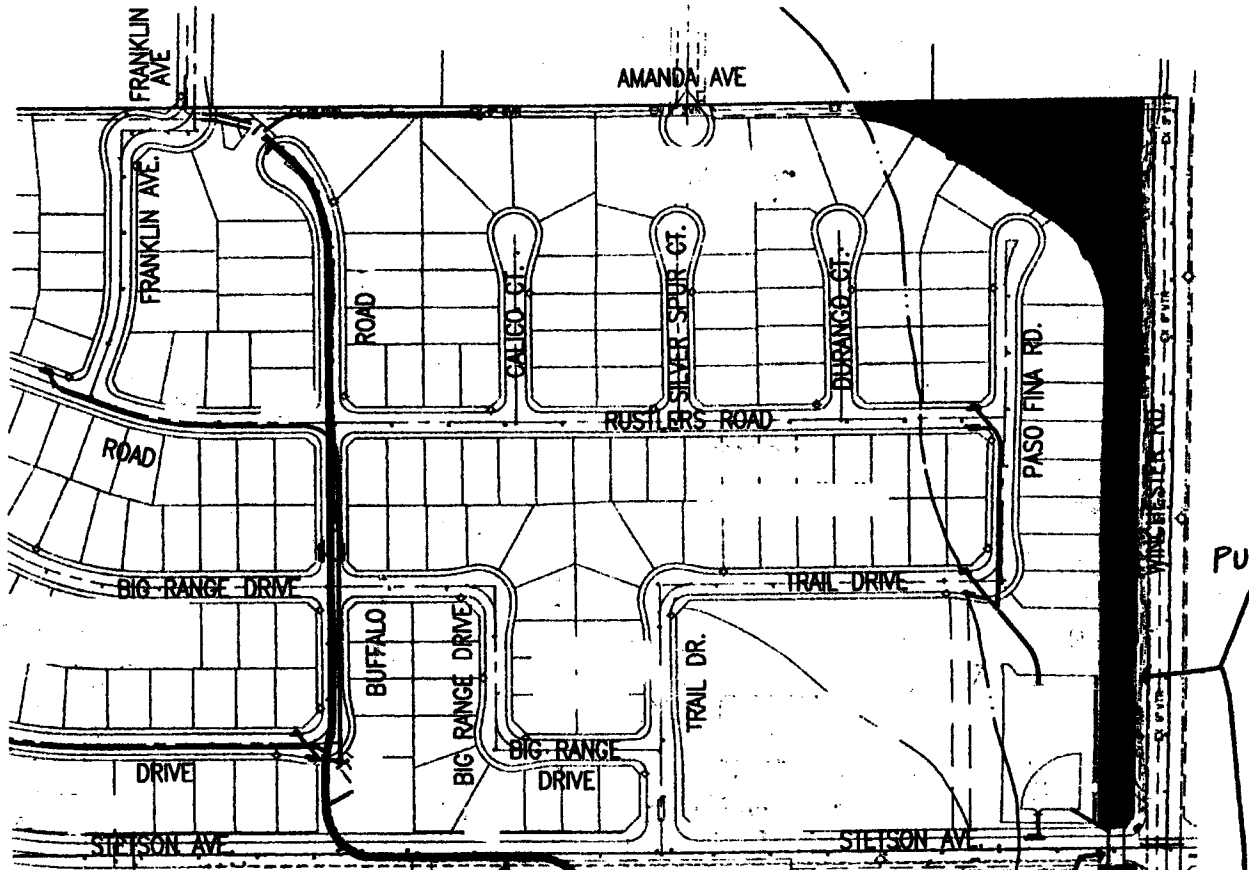 FRANKLIN
AVE
AMANDA AVE
FRANKLIN AVE.
ROAD
CALICO CT.
SILVER SPUR CT.
DURANGO CT.
PASO FINA RD.
RUSTLERS ROAD
ROAD
WINCHESTER RD.
PU
BIG RANGE DRIVE
TRAIL DRIVE
BUFFALO
BIG RANGE DRIVE
TRAIL DR.
BIG RANGE
DRIVE
DRIVE
STETSON AVE.
STETSON AVE.